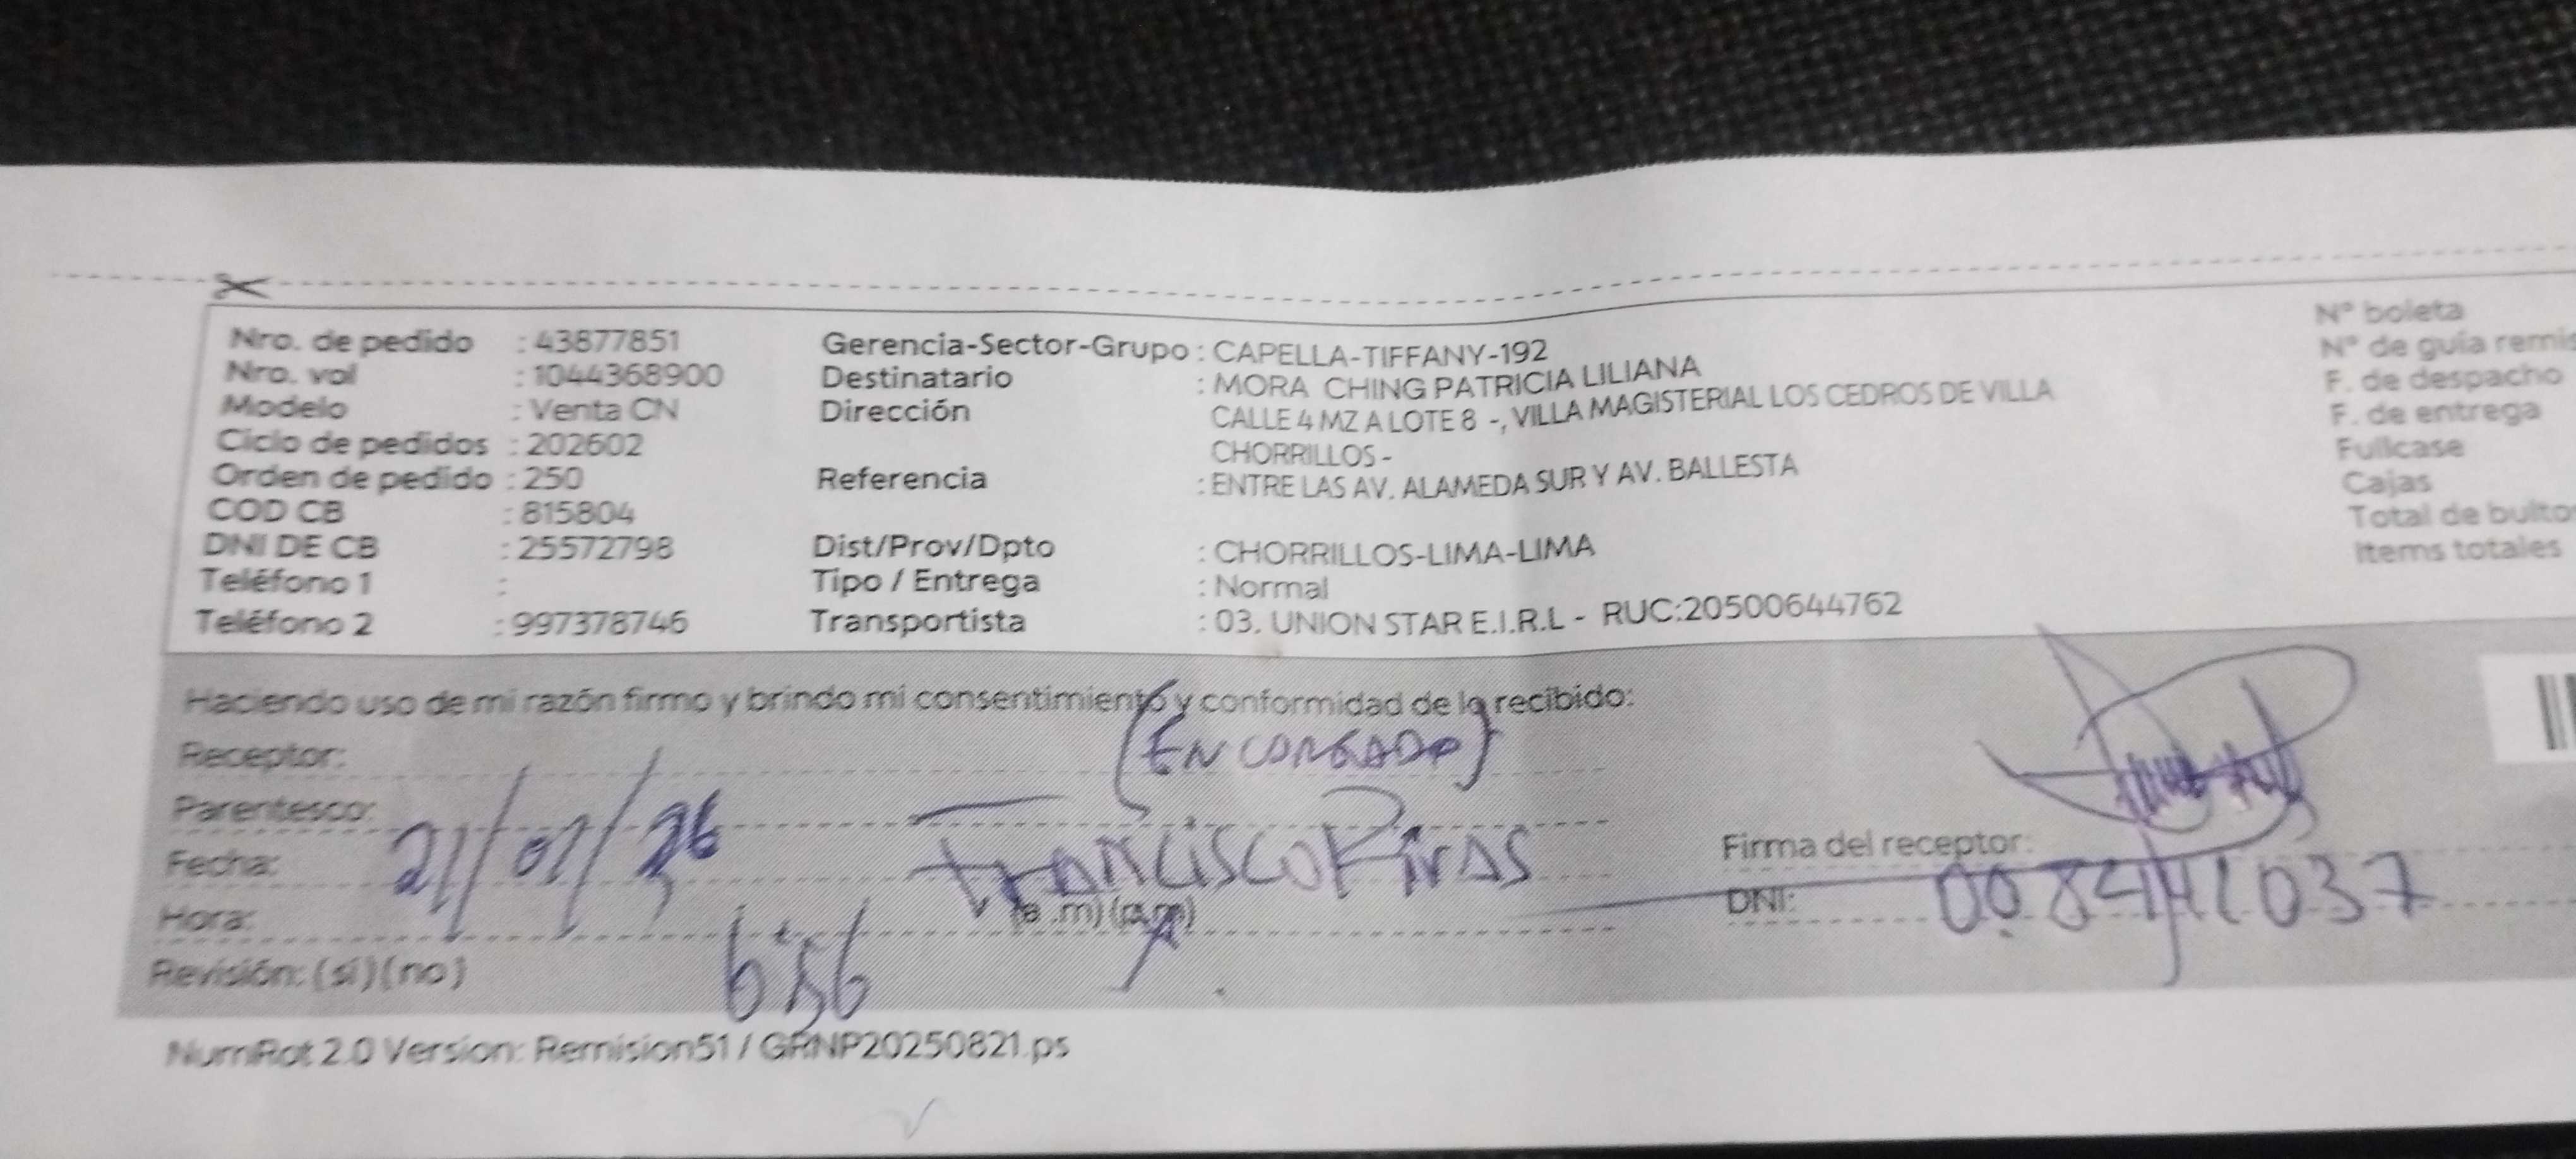 Nro. de pedido : 43877851
Nro. vol : 1044368900
Modelo : Venta CN
Ciclo de pedidos : 202602
Orden de pedido : 250
COD CB : 815804
DNI DE CB : 25572798
Teléfono 1 :
Teléfono 2 : 997378746
Gerencia-Sector-Grupo : CAPELLA-TIFFANY-192
Destinatario : MORA CHING PATRICIA LILIANA
Dirección CALLE 4 MZ A LOTE 8 -, VILLA MAGISTERIAL LOS CEDROS DE VILLA
CHORRILLOS -
Referencia : ENTRE LAS AV. ALAMEDA SUR Y AV. BALLESTA
Dist/Prov/Dpto : CHORRILLOS-LIMA-LIMA
Tipo / Entrega : Normal
Transportista : 03. UNION STAR E.I.R.L - RUC:20500644762
N° boleta
N° de guía remis
F. de despacho
F. de entrega
Fullcase
Cajas
Total de bulto
Items totales
Haciendo uso de mi razón firmo y brindo mi consentimiento y conformidad de lo recibido:
Receptor: (ENCARGADO)
Parentesco:
Fecha: 21/01/26 FRANCISCO RIVAS
Hora: (a .m) (p.m)
6:56
Revisión: (si) (no)
Firma del receptor:
DNI:
NumRot 2.0 Version: Remision51 / GRNP20250821.ps